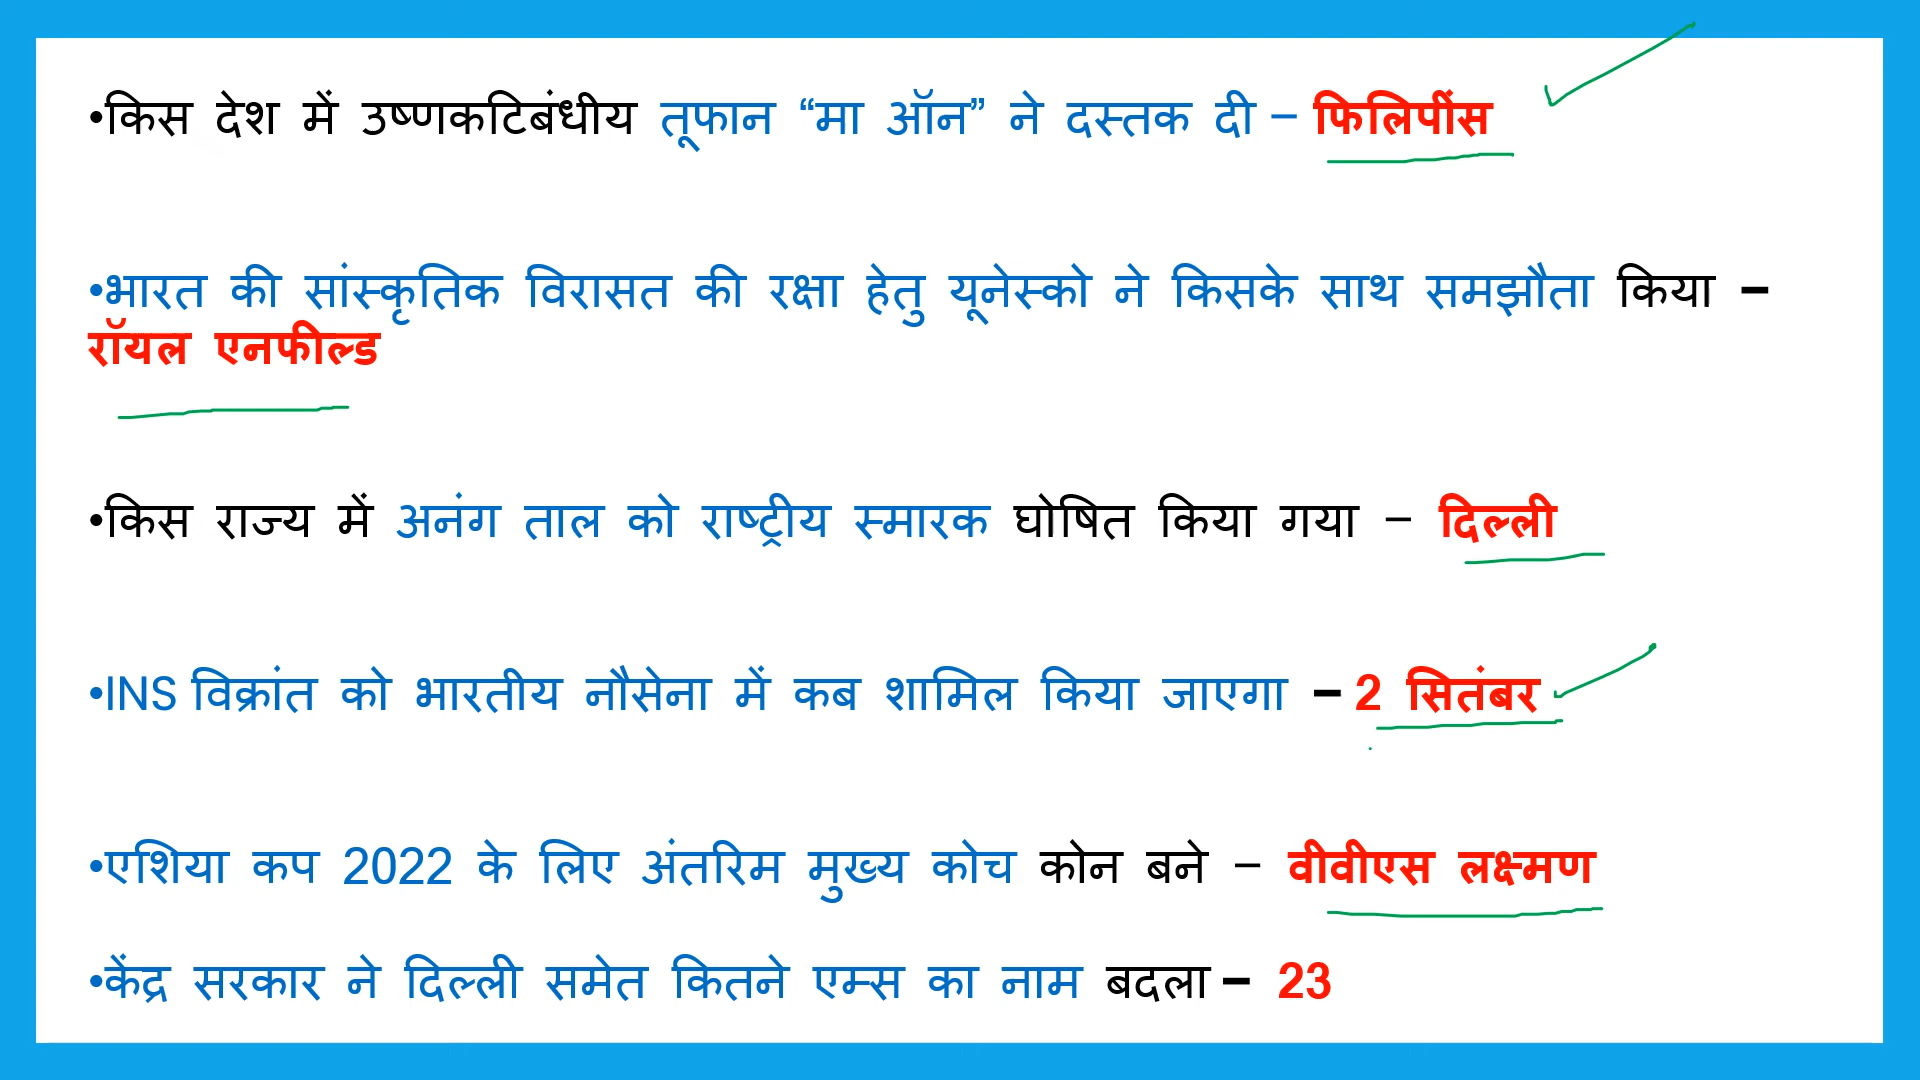 •किस देश में उष्णकटिबंधीय तूफान “मा ऑन” ने दस्तक दी – फिलिपींस
•भारत की सांस्कृतिक विरासत की रक्षा हेतु यूनेस्को ने किसके साथ समझौता किया –
रॉयल एनफील्ड
•किस राज्य में अनंग ताल को राष्ट्रीय स्मारक घोषित किया गया – दिल्ली
•INS विक्रांत को भारतीय नौसेना में कब शामिल किया जाएगा – 2 सितंबर
•एशिया कप 2022 के लिए अंतरिम मुख्य कोच कोन बने – वीवीएस लक्ष्मण
•केंद्र सरकार ने दिल्ली समेत कितने एम्स का नाम बदला – 23